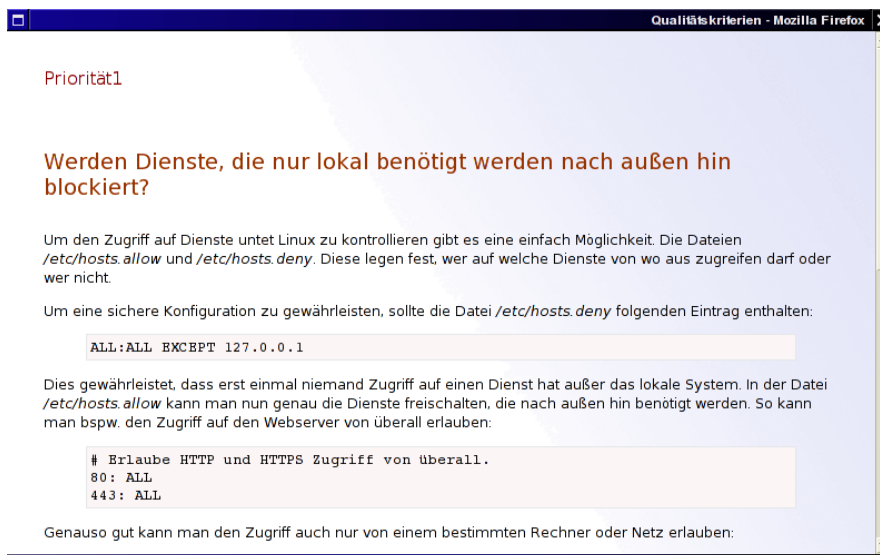 Qualitätskriterien - Mozilla Firefox
Priorität1
Werden Dienste, die nur lokal benötigt werden nach außen hin
blockiert?
Um den Zugriff auf Dienste untet Linux zu kontrollieren gibt es eine einfach Möglichkeit. Die Dateien
/etc/hosts.allow und /etc/hosts.deny. Diese legen fest, wer auf welche Dienste von wo aus zugreifen darf oder
wer nicht.
Um eine sichere Konfiguration zu gewährleisten, sollte die Datei /etc/hosts.deny folgenden Eintrag enthalten:
ALL:ALL EXCEPT 127.0.0.1
Dies gewährleistet, dass erst einmal niemand Zugriff auf einen Dienst hat außer das lokale System. In der Datei
/etc/hosts.allow kann man nun genau die Dienste freischalten, die nach außen hin benötigt werden. So kann
man bspw. den Zugriff auf den Webserver von überall erlauben:
# Erlaube HTTP und HTTPS Zugriff von überall.
80: ALL
443: ALL
Genauso gut kann man den Zugriff auch nur von einem bestimmten Rechner oder Netz erlauben: